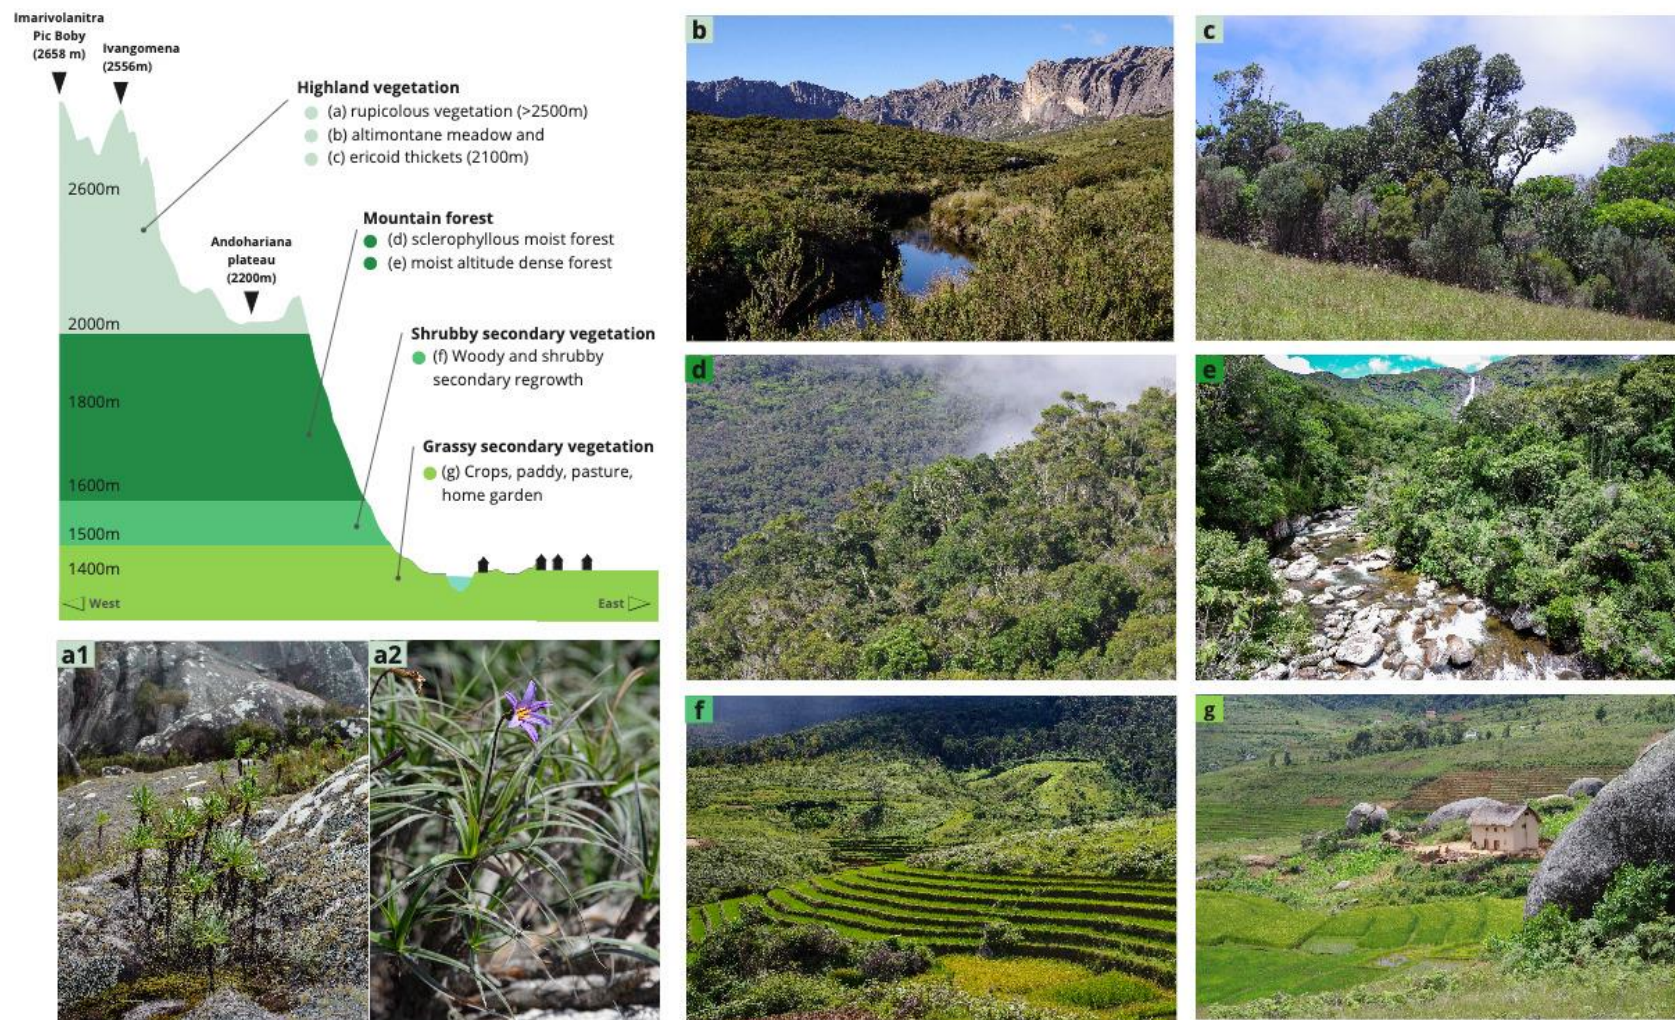 Imarivolanitra
Pic Boby
(2658 m)
Ivangomena
(2556m)
Highland vegetation
(a) rupicolous vegetation (>2500m)
(b) altimontane meadow and
(c) ericoid thickets (2100m)
2600m
Mountain forest
(d) sclerophyllous moist forest
(e) moist altitude dense forest
Andohariana
plateau
(2200m)
2000m
Shrubby secondary vegetation
(f) Woody and shrubby
secondary regrowth
1800m
Grassy secondary vegetation
(g) Crops, paddy, pasture,
home garden
1600m
1500m
1400m
West
East
a1
a2
b
c
d
e
f
g